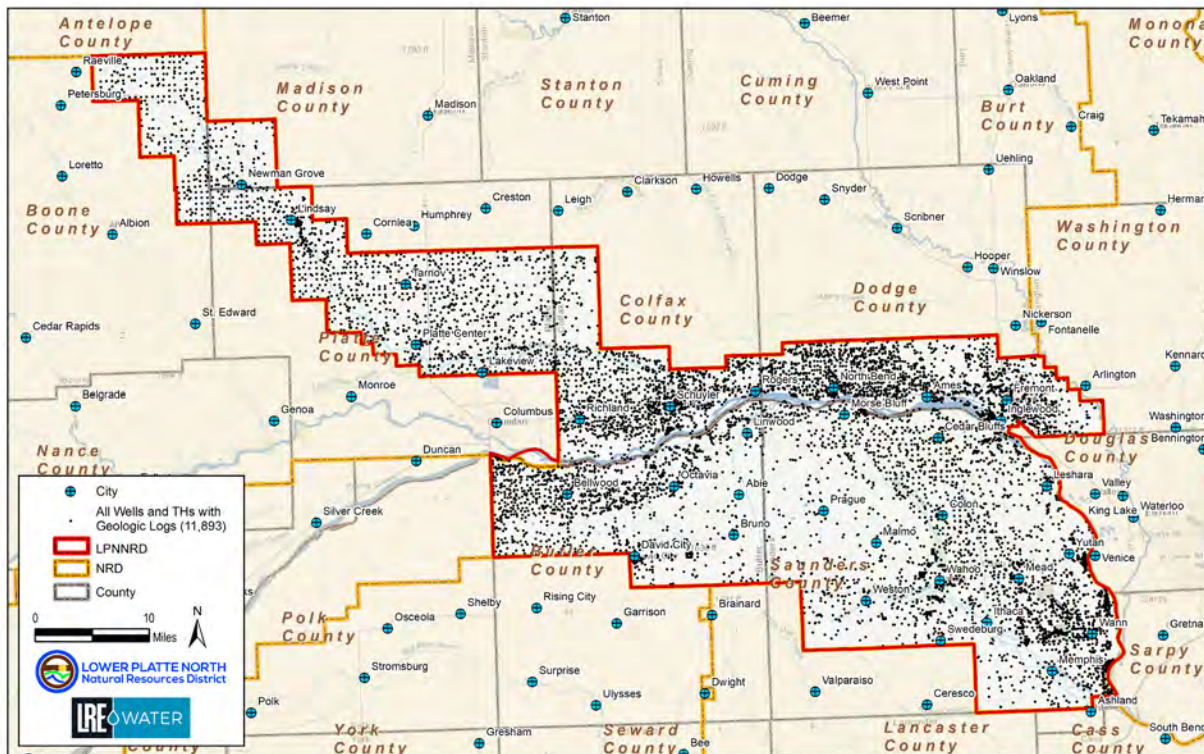 Antelope
County
Raeville
Petersburg
Loretto
Boone
County
Albion
Cedar Rapids
St. Edward
Belgrade
Genoa
Nance
County
Madison
County
Madison
Newman Grove
Lindsay
Cornlea
Humphrey
Creston
Tarnov
Platte Center
Platte
County
Lakeview
Monroe
Columbus
Duncan
Silver Creek
Stanton
Stanton
County
Leigh
Clarkson
Howells
Colfax
County
Richland
Schuyler
Beemer
Cuming
County
West Point
Dodge
Snyder
Scribner
Hooper
Winslow
Dodge
County
Nickerson
Fontanelle
Lyons
Oakland
Burt
County
Craig
Tekamah
Uehling
Monona
County
Herman
Washington
County
Kennard
Arlington
Washington
Bennington
Rogers
North Bend
Ames
Fremont
Inglewood
Morse Bluff
Cedar Bluffs
Linwood
Douglas
County
Leshara
Valley
King Lake
Waterloo
Bellwood
Octavia
Abie
Prague
Colon
Bruno
Malmo
Yutan
Venice
David City
Butler
County
Saunders
County
Wahoo
Mead
Weston
Ithaca
Wann
Swedeburg
Memphis
Gretna
Sarpy
County
Ashland
Polk
County
Osceola
Shelby
Rising City
Garrison
Brainard
Stromsburg
Surprise
Ulysses
Dwight
Valparaiso
Ceresco
Polk
York
County
Gresham
Seward
County
Bee
Lancaster
County
Cass
County
South Bend
County
City
All Wells and THs with
Geologic Logs (11,893)
LPNNRD
NRD
County
0 10
Miles
N
LOWER PLATTE NORTH
Natural Resources District
LRE WATER